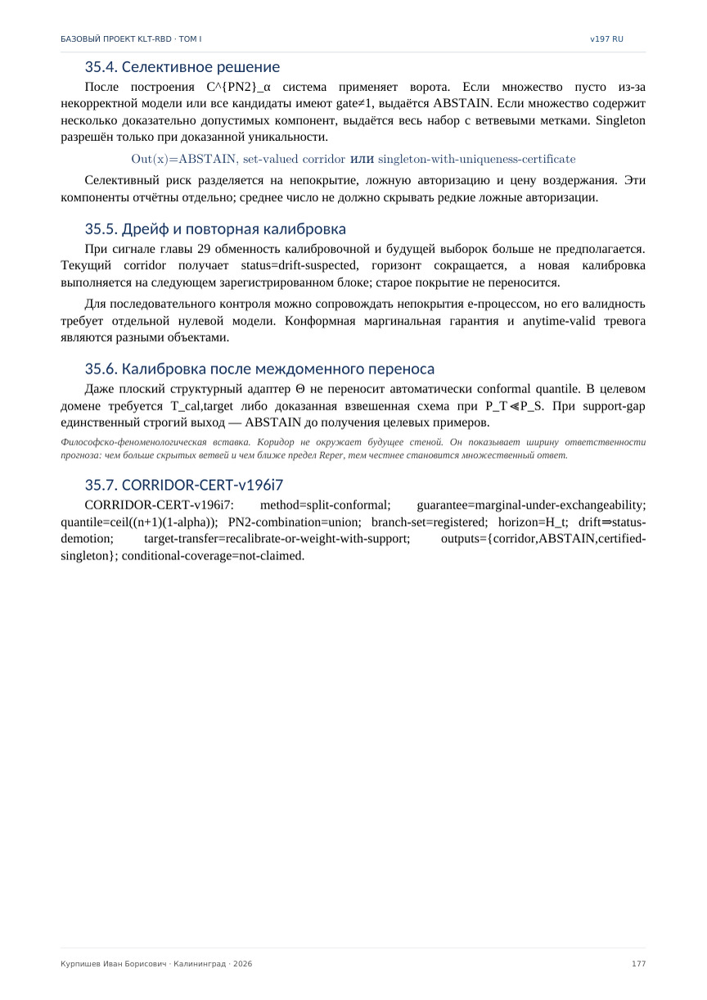 БАЗОВЫЙ ПРОЕКТ KLT-RBD · ТОМ I
v197 RU
35.4. Селективное решение
После построения C^{PN2}_α система применяет ворота. Если множество пусто из-за
некорректной модели или все кандидаты имеют gate≠1, выдаётся ABSTAIN. Если множество содержит
несколько доказательно допустимых компонент, выдаётся весь набор с ветвевыми метками. Singleton
разрешён только при доказанной уникальности.
Out(x)=ABSTAIN, set-valued corridor или singleton-with-uniqueness-certificate
Селективный риск разделяется на непокрытие, ложную авторизацию и цену воздержания. Эти
компоненты отчётны отдельно; среднее число не должно скрывать редкие ложные авторизации.
35.5. Дрейф и повторная калибровка
При сигнале главы 29 обменность калибровочной и будущей выборок больше не предполагается.
Текущий corridor получает status=drift-suspected, горизонт сокращается, а новая калибровка
выполняется на следующем зарегистрированном блоке; старое покрытие не переносится.
Для последовательного контроля можно сопровождать непокрытия e-процессом, но его валидность
требует отдельной нулевой модели. Конформная маргинальная гарантия и anytime-valid тревога
являются разными объектами.
35.6. Калибровка после междоменного переноса
Даже плоский структурный адаптер Θ не переносит автоматически conformal quantile. В целевом
домене требуется T_cal,target либо доказанная взвешенная схема при P_T≪P_S. При support-gap
единственный строгий выход — ABSTAIN до получения целевых примеров.
Философско-феноменологическая вставка. Коридор не окружает будущее стеной. Он показывает ширину ответственности
прогноза: чем больше скрытых ветвей и чем ближе предел Reper, тем честнее становится множественный ответ.
35.7. CORRIDOR-CERT-v196i7
CORRIDOR-CERT-v196i7: method=split-conformal; guarantee=marginal-under-exchangeability;
quantile=ceil((n+1)(1-alpha)); PN2-combination=union; branch-set=registered; horizon=H_t; drift⇒status-
demotion; target-transfer=recalibrate-or-weight-with-support; outputs={corridor,ABSTAIN,certified-
singleton}; conditional-coverage=not-claimed.
Курпишев Иван Борисович · Калининград · 2026
177